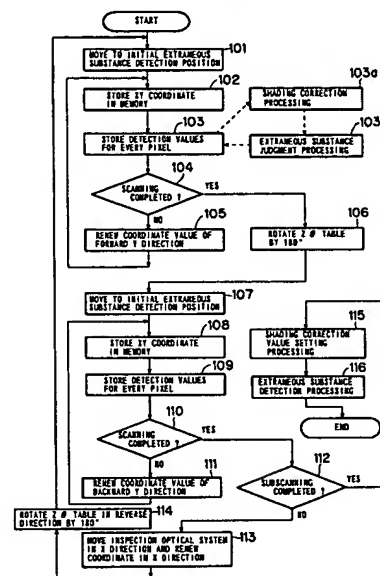 START
MOVE TO INITIAL EXTRANEOUS
SUBSTANCE DETECTION POSITION
101
102
STORE XY COORDINATE
IN MEMORY
103a
SHADING CORRECTION
PROCESSING
103
STORE DETECTION VALUES
FOR EVERY PIXEL
103
EXTRANEOUS SUBSTANCE
JUDGMENT PROCESSING
104
SCANNING
COMPLETED ?
YES
NO
105
RENEW COORDINATE VALUE OF
FORWARD Y DIRECTION
106
ROTATE Z θ TABLE
BY 180°
MOVE TO INITIAL EXTRANEOUS
SUBSTANCE DETECTION POSITION
107
108
STORE XY COORDINATE
IN MEMORY
109
STORE DETECTION VALUES
FOR EVERY PIXEL
115
SHADING CORRECTION
VALUE SETTING
PROCESSING
116
EXTRANEOUS SUBSTANCE
DETECTION PROCESSING
END
110
SCANNING
COMPLETED ?
YES
NO
111
RENEW COORDINATE VALUE OF
BACKWARD Y DIRECTION
112
SUBSCANNING
COMPLETED ?
YES
NO
114
ROTATE Z θ TABLE IN REVERSE
DIRECTION BY 180°
113
MOVE INSPECTION OPTICAL SYSTEM
IN X DIRECTION AND RENEW
COORDINATE IN X DIRECTION